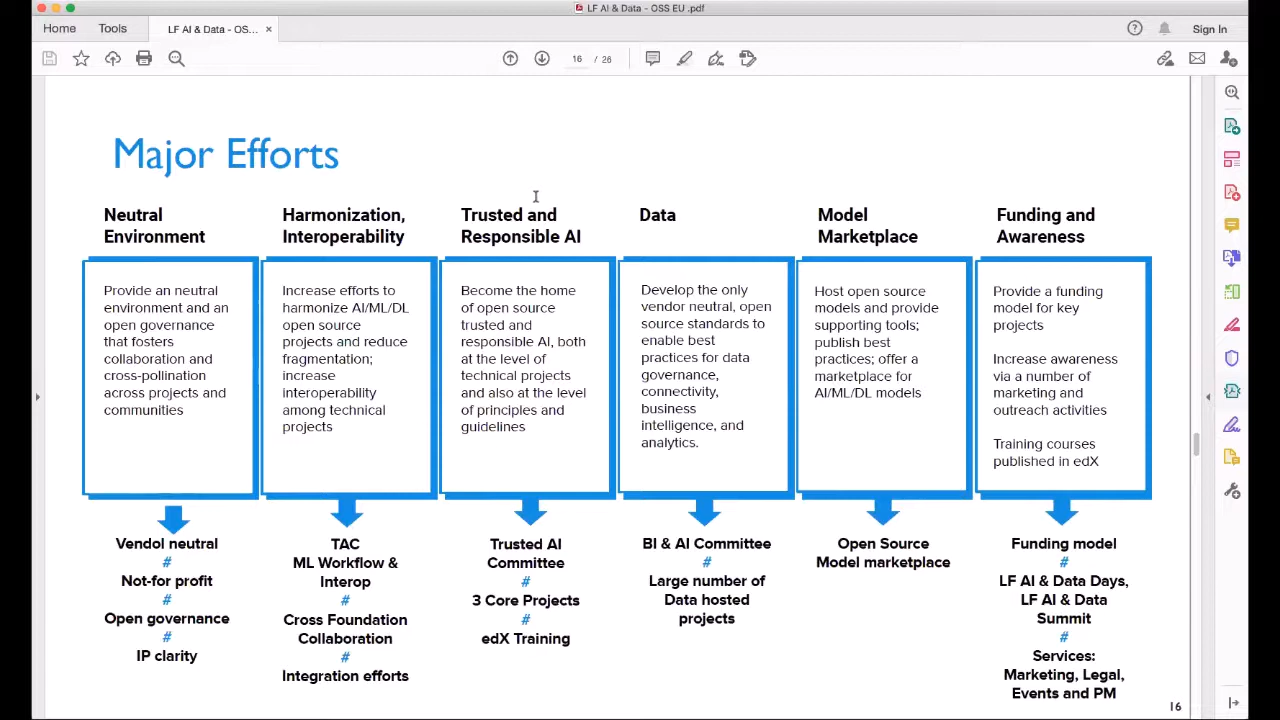 LF AI & Data - OSS EU .pdf
Home
Tools
LF AI & Data - OS...
×
Sign In
16 / 26
Major Efforts
Neutral
Environment
Provide an neutral
environment and an
open governance
that fosters
collaboration and
cross-pollination
across projects and
communities
Vendol neutral
#
Not-for profit
#
Open governance
#
IP clarity
Harmonization,
Interoperability
Increase efforts to
harmonize AI/ML/DL
open source
projects and reduce
fragmentation;
increase
interoperability
among technical
projects
TAC
ML Workflow &
Interop
#
Cross Foundation
Collaboration
#
Integration efforts
Trusted and
Responsible AI
Become the home
of open source
trusted and
responsible AI, both
at the level of
technical projects
and also at the level
of principles and
guidelines
Trusted AI
Committee
#
3 Core Projects
#
edX Training
Data
Develop the only
vendor neutral, open
source standards to
enable best
practices for data
governance,
connectivity,
business
intelligence, and
analytics.
BI & AI Committee
#
Large number of
Data hosted
projects
Model
Marketplace
Host open source
models and provide
supporting tools;
publish best
practices; offer a
marketplace for
AI/ML/DL models
Open Source
Model marketplace
Funding and
Awareness
Provide a funding
model for key
projects
Increase awareness
via a number of
marketing and
outreach activities
Training courses
published in edX
Funding model
#
LF AI & Data Days,
LF AI & Data
Summit
#
Services:
Marketing, Legal,
Events and PM
16